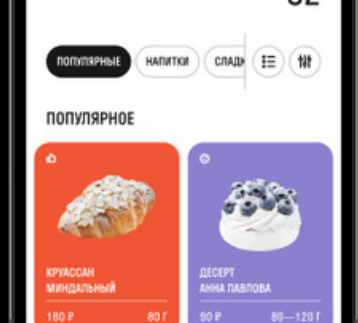 ПОПУЛЯРНЫЕ НАПИТКИ
ПОПУЛЯРНОЕ
КРУАССАН
МИНДАЛЬНЫЙ
180 ₽ 80 Г
ДЕСЕРТ
АННА ПАВЛОВА
90 ₽ 80—120 Г